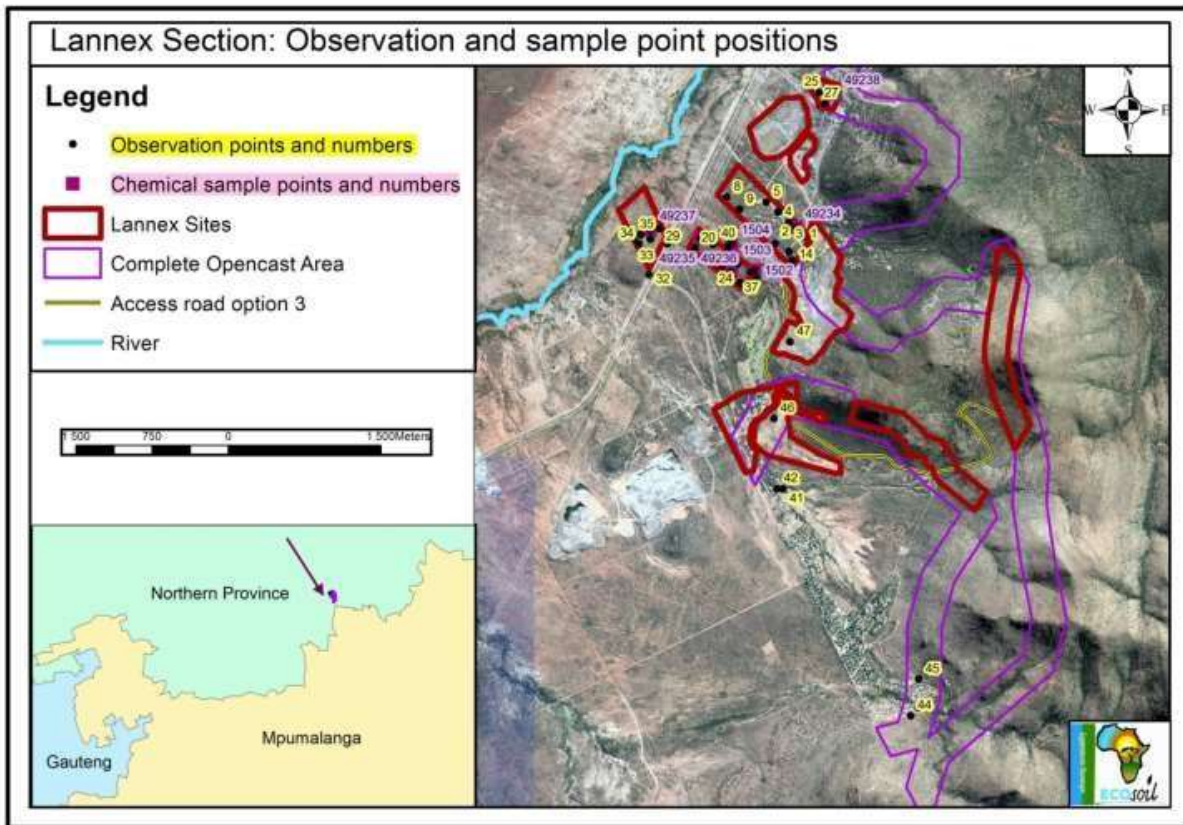 Lannex Section: Observation and sample point positions
Legend
Observation points and numbers
Chemical sample points and numbers
Lannex Sites
Complete Opencast Area
Access road option 3
River
1 500 750 0 1 500 Meters
Northern Province
Mpumalanga
Gauteng
N
W E
S
25
27
49238
8
9
5
4
49234
2
3
1
14
49237
35
34
33
29
20
40
1504
1503
49235
49236
1502
32
24
37
47
46
42
41
45
44
ECOsoil